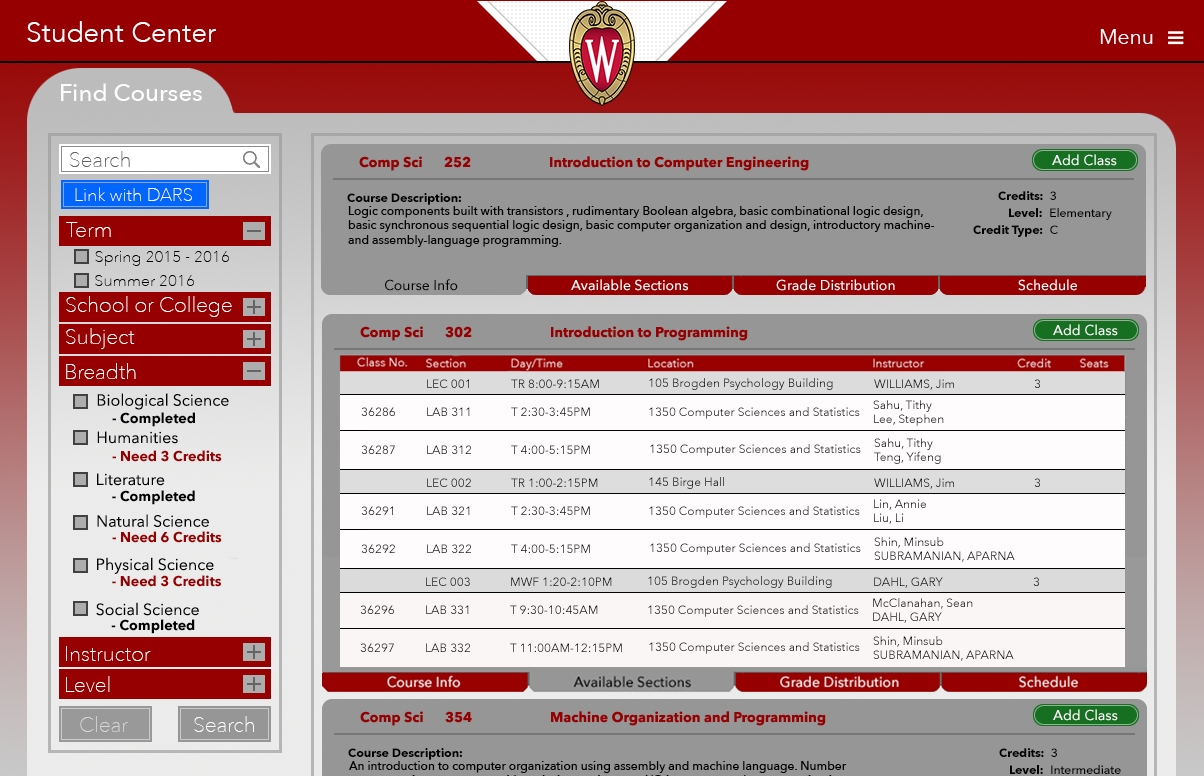 Student Center
W
Menu
Find Courses
Search
Link with DARS
Term
Spring 2015 - 2016
Summer 2016
School or College
Subject
Breadth
Biological Science
- Completed
Humanities
- Need 3 Credits
Literature
- Completed
Natural Science
- Need 6 Credits
Physical Science
- Need 3 Credits
Social Science
- Completed
Instructor
Level
Clear Search
Comp Sci 252 Introduction to Computer Engineering Add Class
Course Description:
Logic components built with transistors , rudimentary Boolean algebra, basic combinational logic design,
basic synchronous sequential logic design, basic computer organization and design, introductory machine-
and assembly-language programming.
Credits: 3
Level: Elementary
Credit Type: C
Course Info Available Sections Grade Distribution Schedule
Comp Sci 302 Introduction to Programming Add Class
Class No. Section Day/Time Location Instructor Credit Seats
LEC 001 TR 8:00-9:15AM 105 Brogden Psychology Building WILLIAMS, Jim 3
36286 LAB 311 T 2:30-3:45PM 1350 Computer Sciences and Statistics Sahu, Tithy
Lee, Stephen
36287 LAB 312 T 4:00-5:15PM 1350 Computer Sciences and Statistics Sahu, Tithy
Teng, Yifeng
LEC 002 TR 1:00-2:15PM 145 Birge Hall WILLIAMS, Jim 3
36291 LAB 321 T 2:30-3:45PM 1350 Computer Sciences and Statistics Lin, Annie
Liu, Li
36292 LAB 322 T 4:00-5:15PM 1350 Computer Sciences and Statistics Shin, Minsub
SUBRAMANIAN, APARNA
LEC 003 MWF 1:20-2:10PM 105 Brogden Psychology Building DAHL, GARY 3
36296 LAB 331 T 9:30-10:45AM 1350 Computer Sciences and Statistics McClanahan, Sean
DAHL, GARY
36297 LAB 332 T 11:00AM-12:15PM 1350 Computer Sciences and Statistics Shin, Minsub
SUBRAMANIAN, APARNA
Course Info Available Sections Grade Distribution Schedule
Comp Sci 354 Machine Organization and Programming Add Class
Course Description:
An introduction to computer organization using assembly and machine language. Number
Credits: 3
Level: Intermediate